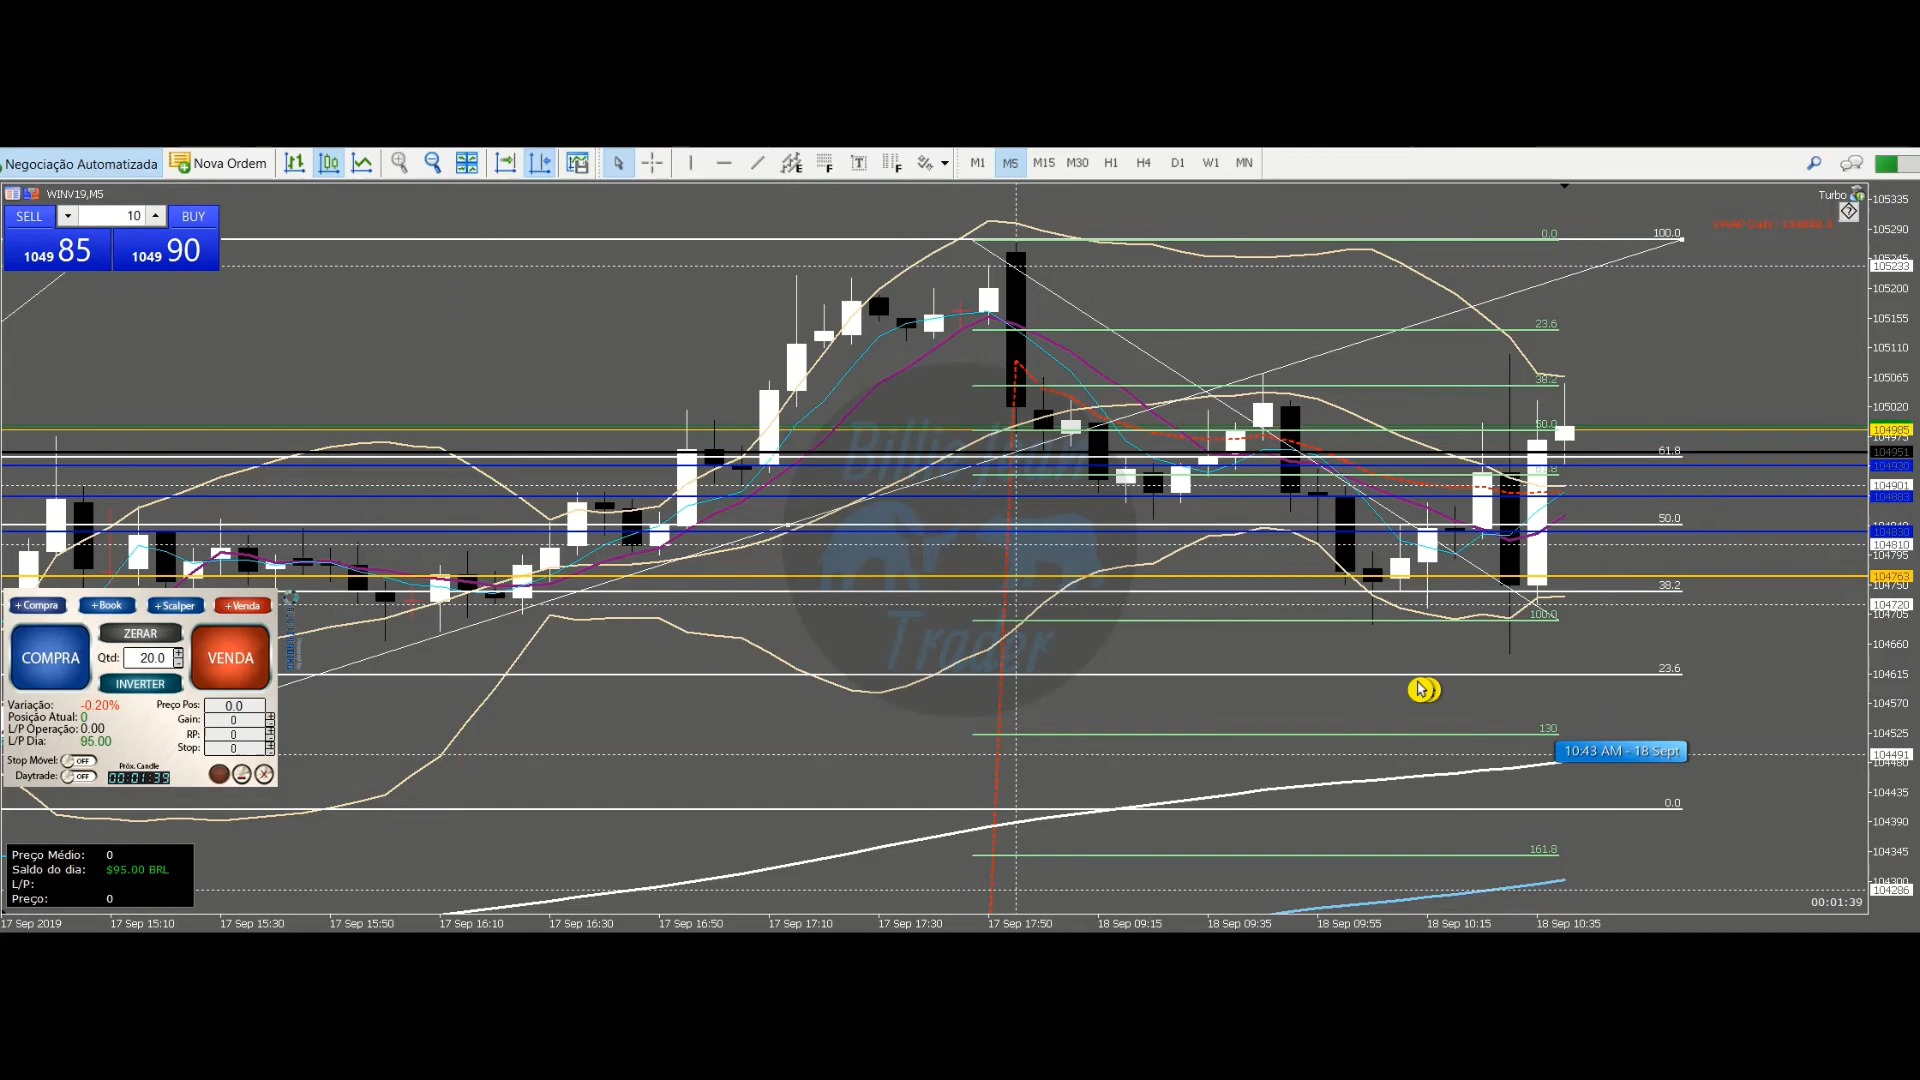 Negociação Automatizada Nova Ordem M1 M5 M15 M30 H1 H4 D1 W1 MN
WINV19,M5
Turbo
SELL 10 BUY
1049 85 1049 90
105335
105290
105233
105200
105155
105110
105065
105020
104985
104975
104951
104930
104901
104883
104830
104810
104795
104763
104750
104720
104705
104660
104615
104570
104525
104491
104480
104435
104390
104345
104300
104286
0.0
23.6
38.2
50.0
100.0
130
161.8
100.0
61.8
50.0
38.2
23.6
0.0
Billie Jean
Trader
+ Compra + Book + Scalper + Venda
COMPRA ZERAR VENDA
Qtd: 20.0
INVERTER
Variação: -0.20%
Posição Atual: 0
L/P Operação: 0.00
L/P Dia: 95.00
Preço Pos: 0.0
Gain: 0
RP: 0
Stop: 0
Stop Móvel: OFF
Daytrade: OFF
Próx. Candle
00:01:39
10:43 AM - 18 Sept
Preço Médio: 0
Saldo do dia: $95.00 BRL
L/P:
Preço: 0
00:01:39
17 Sep 2019 17 Sep 15:10 17 Sep 15:30 17 Sep 15:50 17 Sep 16:10 17 Sep 16:30 17 Sep 16:50 17 Sep 17:10 17 Sep 17:30 17 Sep 17:50 18 Sep 09:15 18 Sep 09:35 18 Sep 09:55 18 Sep 10:15 18 Sep 10:35